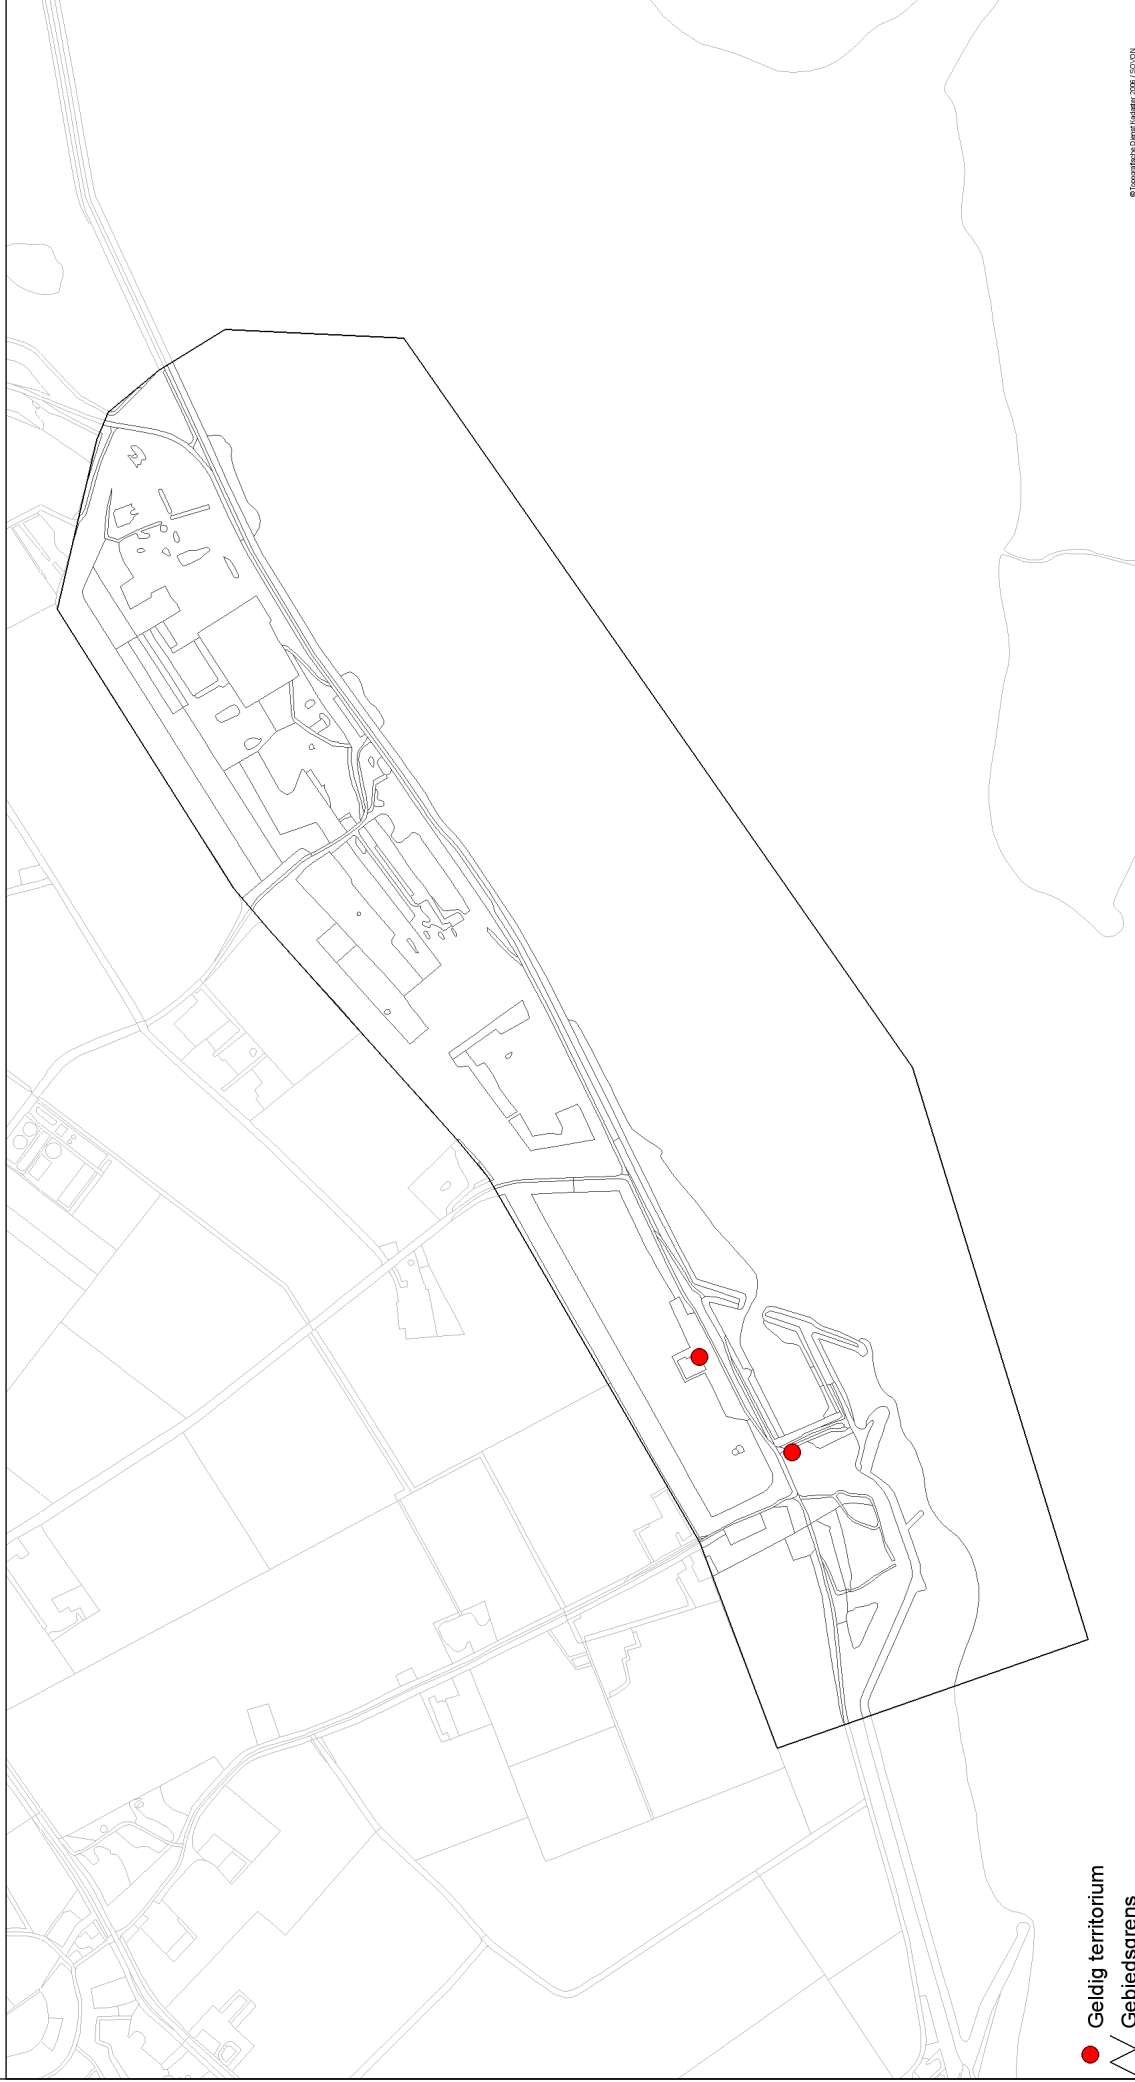 © Topografische Dienst Kadaster 2006 / SOVON
Geldig territorium
Gebiedsgrens